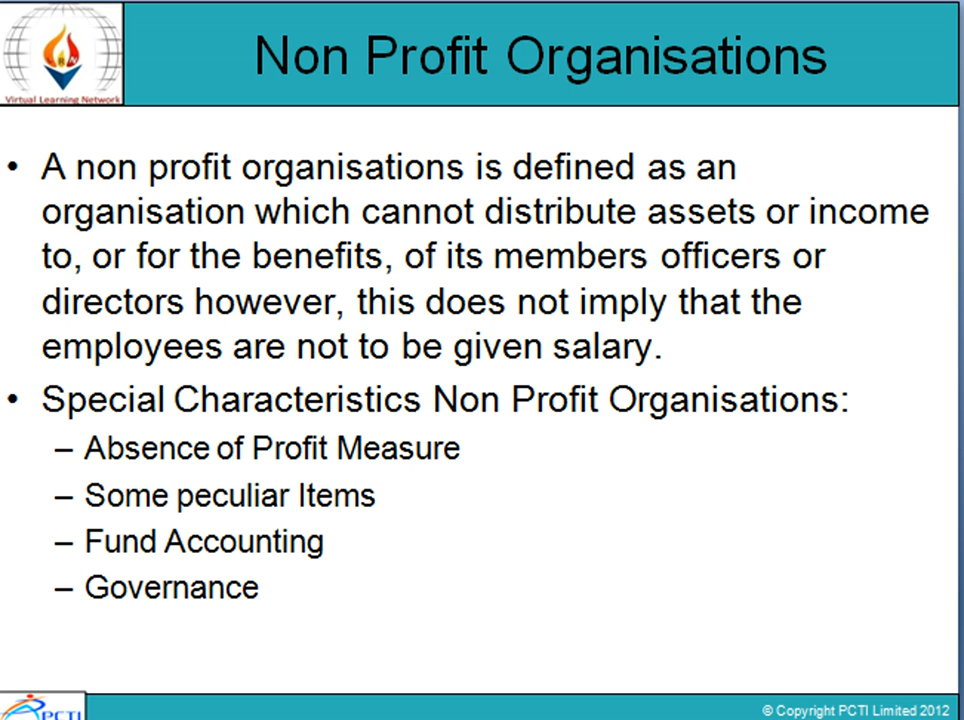 Virtual Learning Network
Non Profit Organisations
• A non profit organisations is defined as an
organisation which cannot distribute assets or income
to, or for the benefits, of its members officers or
directors however, this does not imply that the
employees are not to be given salary.
• Special Characteristics Non Profit Organisations:
– Absence of Profit Measure
– Some peculiar Items
– Fund Accounting
– Governance
PCTI
© Copyright PCTI Limited 2012